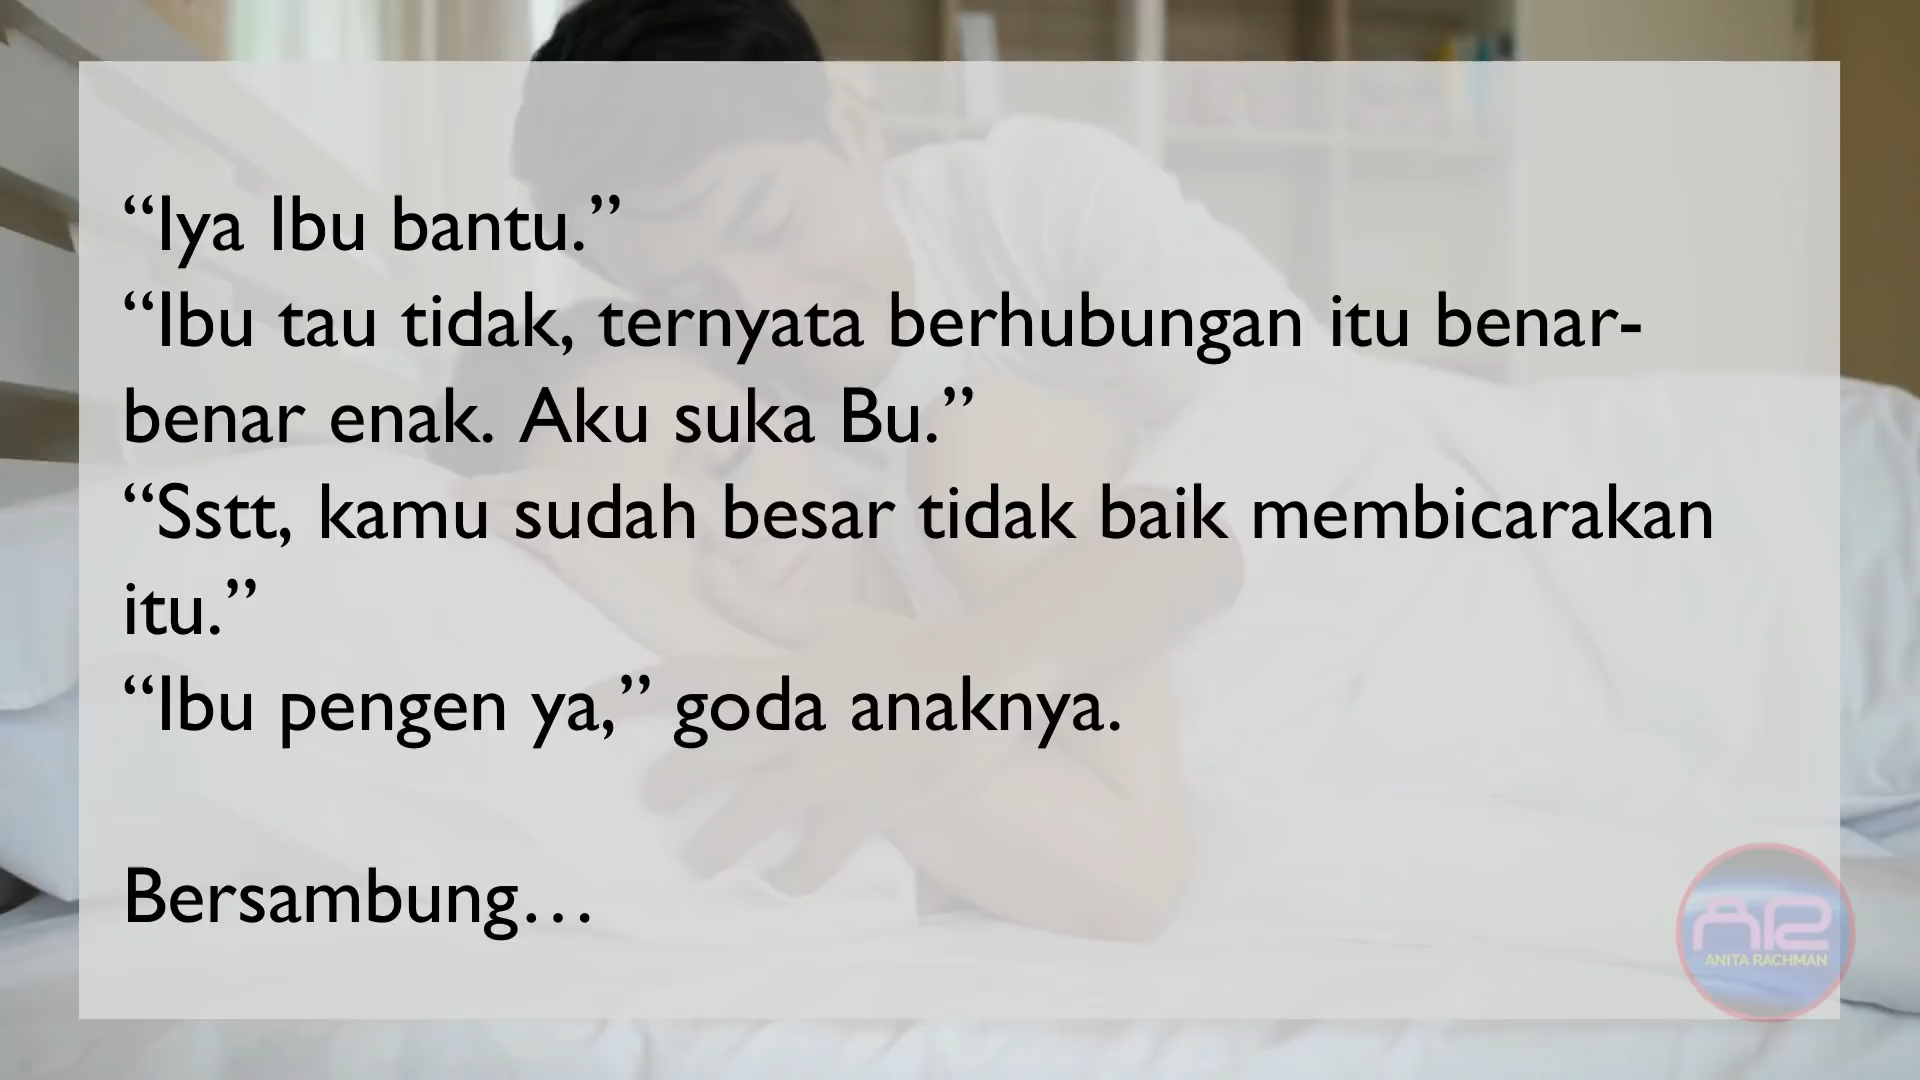 “Iya Ibu bantu.”
“Ibu tau tidak, ternyata berhubungan itu benar-
benar enak. Aku suka Bu.”
“Sstt, kamu sudah besar tidak baik membicarakan
itu.”
“Ibu pengen ya,” goda anaknya.
Bersambung…
AR
ANITA RACHMAN